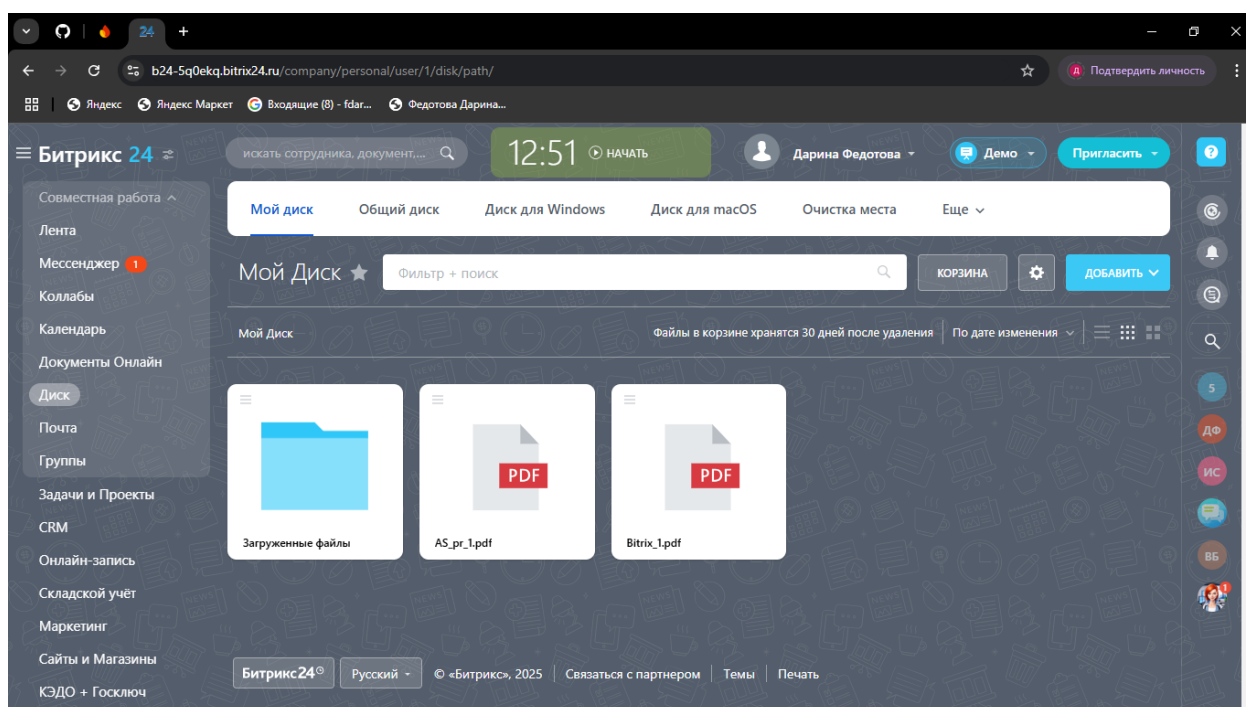 24
b24-5q0ekq.bitrix24.ru/company/personal/user/1/disk/path/
Д Подтвердить личность
Яндекс Яндекс Маркет Входящие (8) - fdar... Федотова Дарина...
Битрикс 24
искать сотрудника, документ,...
12:51 НАЧАТЬ
Дарина Федотова
Демо
Пригласить
?
Совместная работа
Лента
Мессенджер 1
Коллабы
Календарь
Документы Онлайн
Диск
Почта
Группы
Задачи и Проекты
CRM
Онлайн-запись
Складской учёт
Маркетинг
Сайты и Магазины
КЭДО + Госключ
Мой диск Общий диск Диск для Windows Диск для macOS Очистка места Еще
Мой Диск
Фильтр + поиск
КОРЗИНА
ДОБАВИТЬ
Мой Диск
Файлы в корзине хранятся 30 дней после удаления По дате изменения
PDF
PDF
Загруженные файлы
AS_pr_1.pdf
Bitrix_1.pdf
Битрикс24 Русский © «Битрикс», 2025 Связаться с партнером Темы Печать
5
ДФ
ИС
ВБ